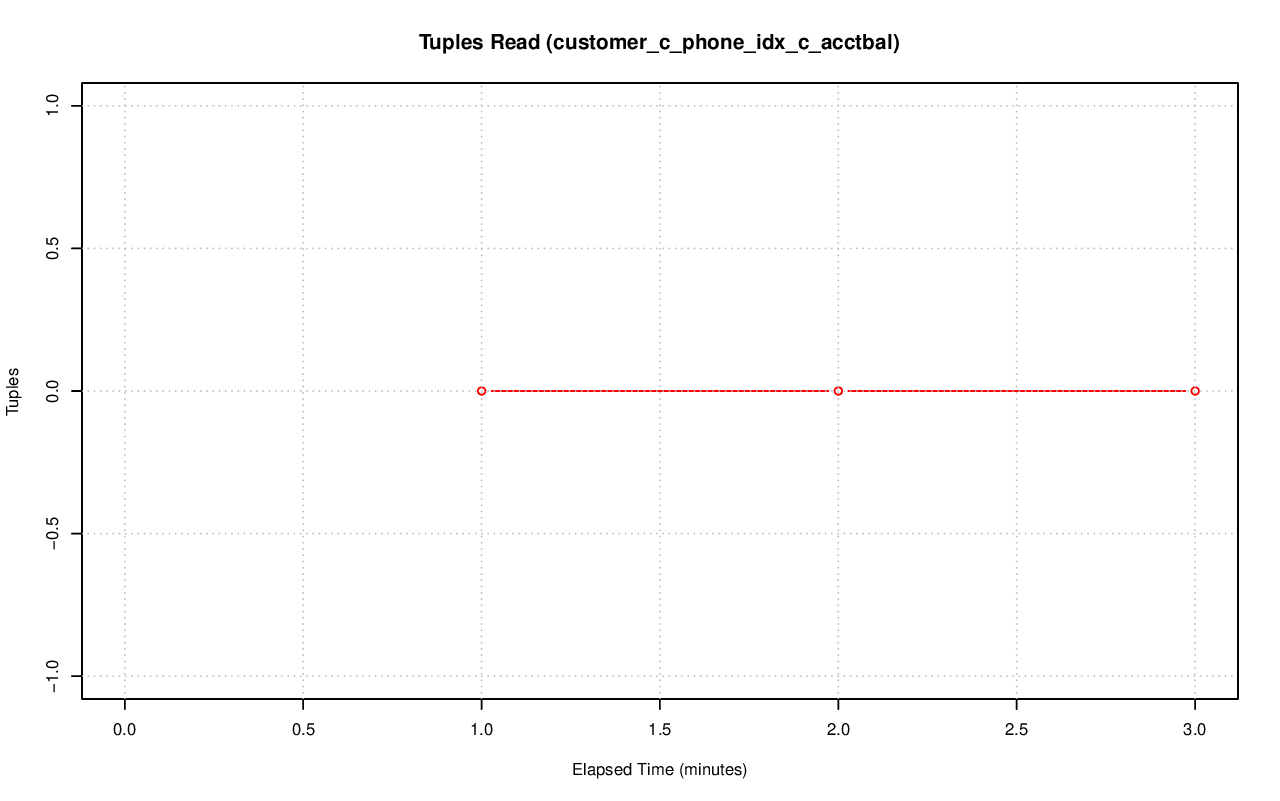 Tuples Read (customer_c_phone_idx_c_acctbal)
1.0
0.5
0.0
−0.5
−1.0
Tuples
0.0 0.5 1.0 1.5 2.0 2.5 3.0
Elapsed Time (minutes)